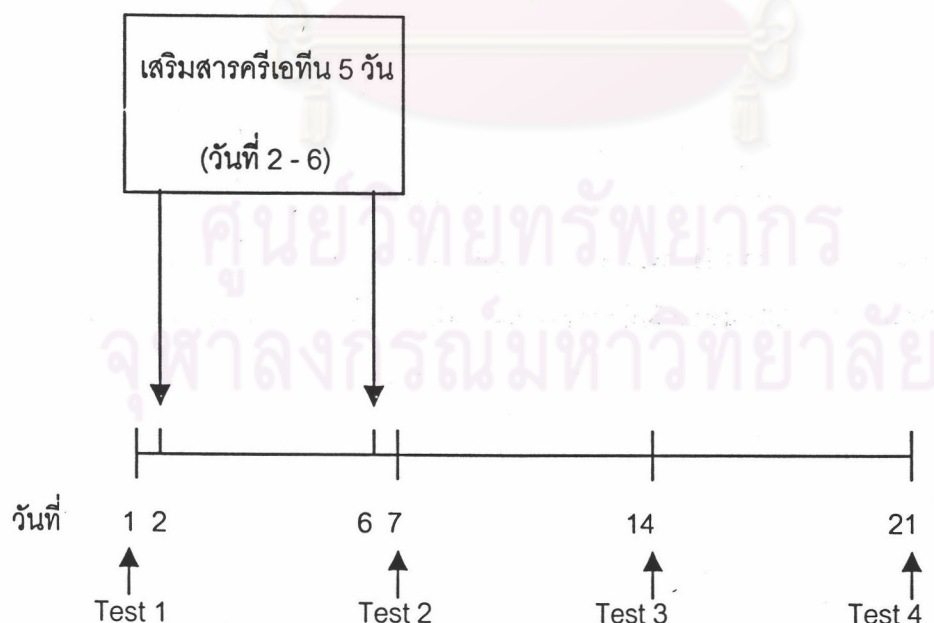 เสริมสารครีเอทีน 5 วัน
(วันที่ 2 - 6)
ศูนย์วิทยทรัพยากร
จุฬาลงกรณ์มหาวิทยาลัย
วันที่ 1 2 6 7 14 21
Test 1 Test 2 Test 3 Test 4